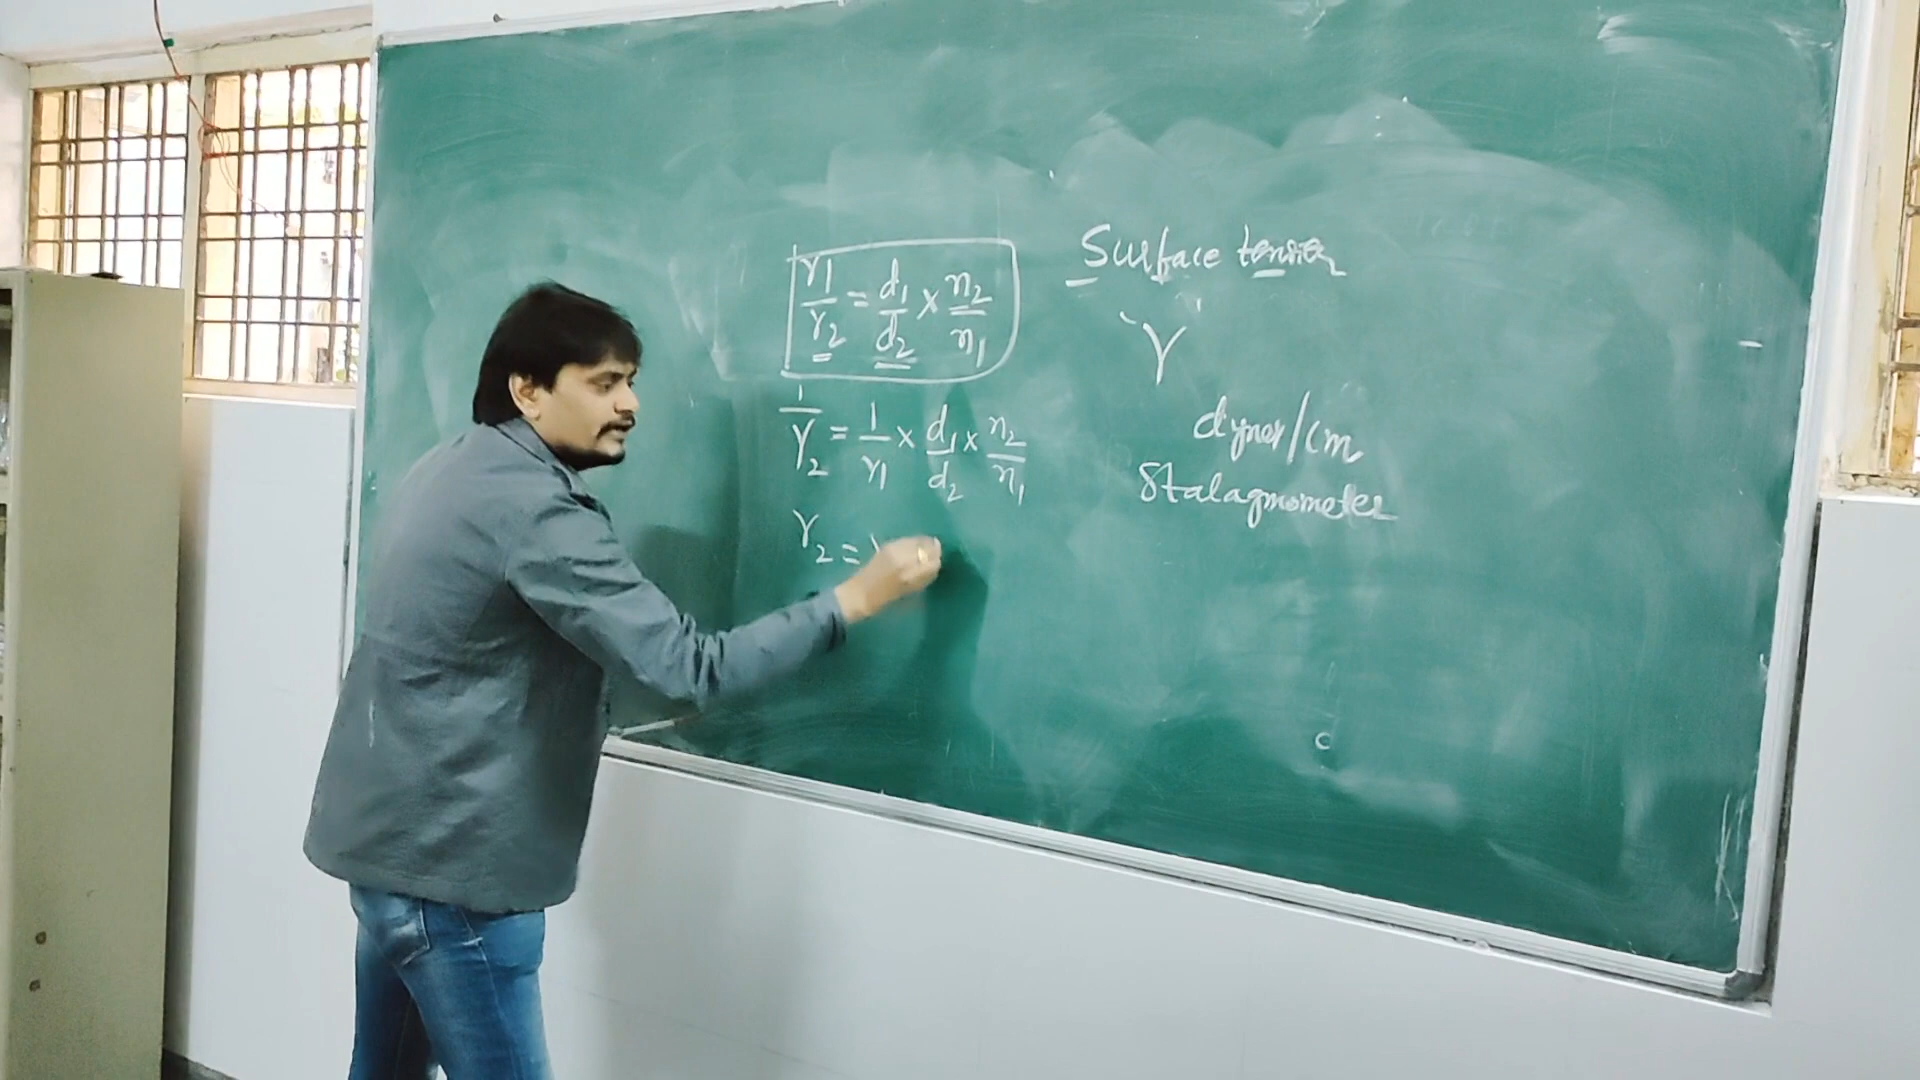 γ1/γ2 = d1/d2 × n2/n1
1/γ2 = 1/γ1 × d1/d2 × n2/n1
γ2 =
Surface tension
γ
dynes/cm
Stalagmometer
c